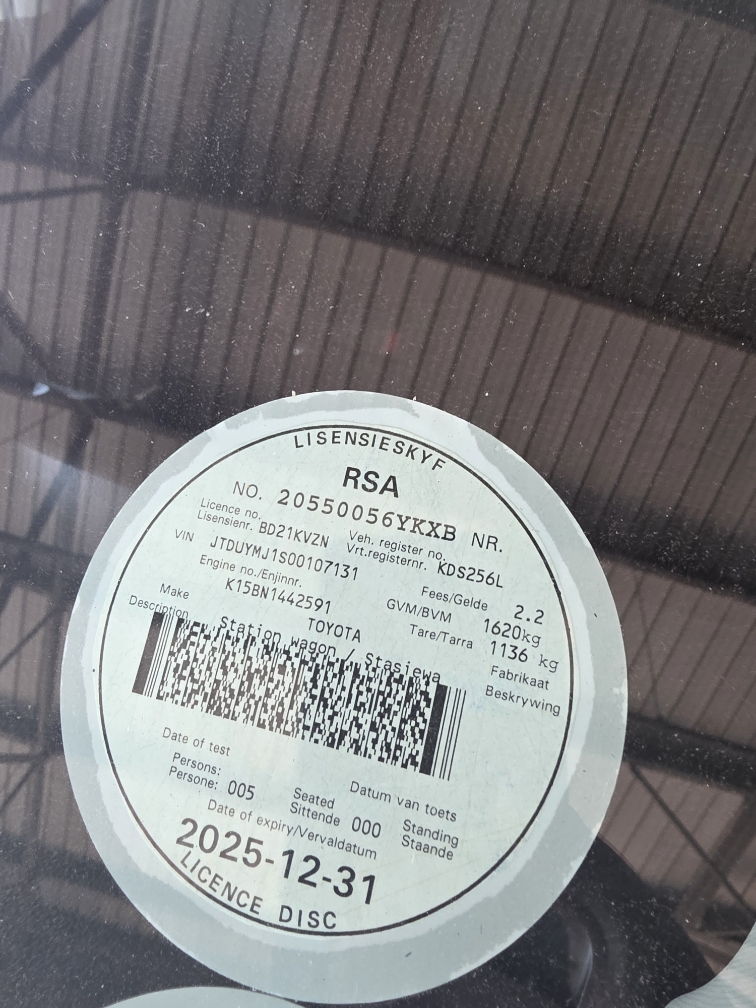 LISENSIESKYF
RSA
NO. 20550056YKXB NR.
Licence no. Lisensienr. BD21KVZN Veh. register no. Vrt.registernr. KDS256L
VIN JTDUYMJ1S00107131 Fees/Gelde 2.2
Engine no./Enjinnr. K15BN1442591 GVM/BVM 1620kg
Tare/Tarra 1136 kg
Make TOYOTA Fabrikaat
Description Station wagon / Stasiewa Beskrywing
Date of test Datum van toets
Persons: Persone: 005 Seated Sittende 000 Standing Staande
Date of expiry/Vervaldatum
2025-12-31
LICENCE DISC